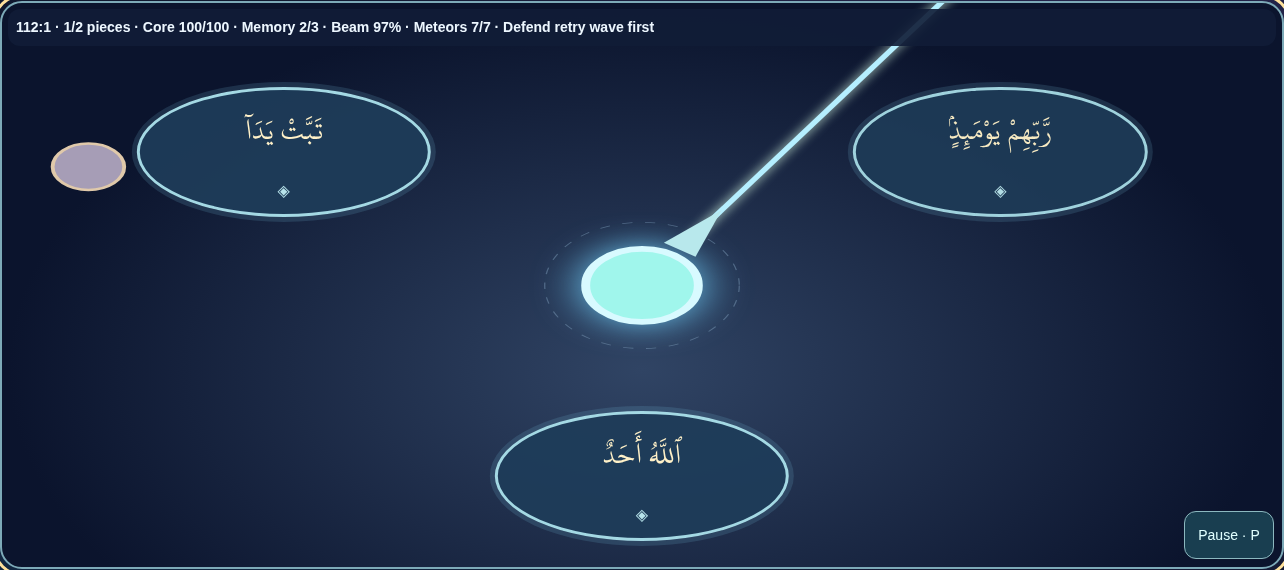 112:1 · 1/2 pieces · Core 100/100 · Memory 2/3 · Beam 97% · Meteors 7/7 · Defend retry wave first
تَبَّتْ يَدَآ
رَّبِّهِمْ يَوْمَئِذٍۢ
ٱللَّهُ أَحَدٌ
Pause · P